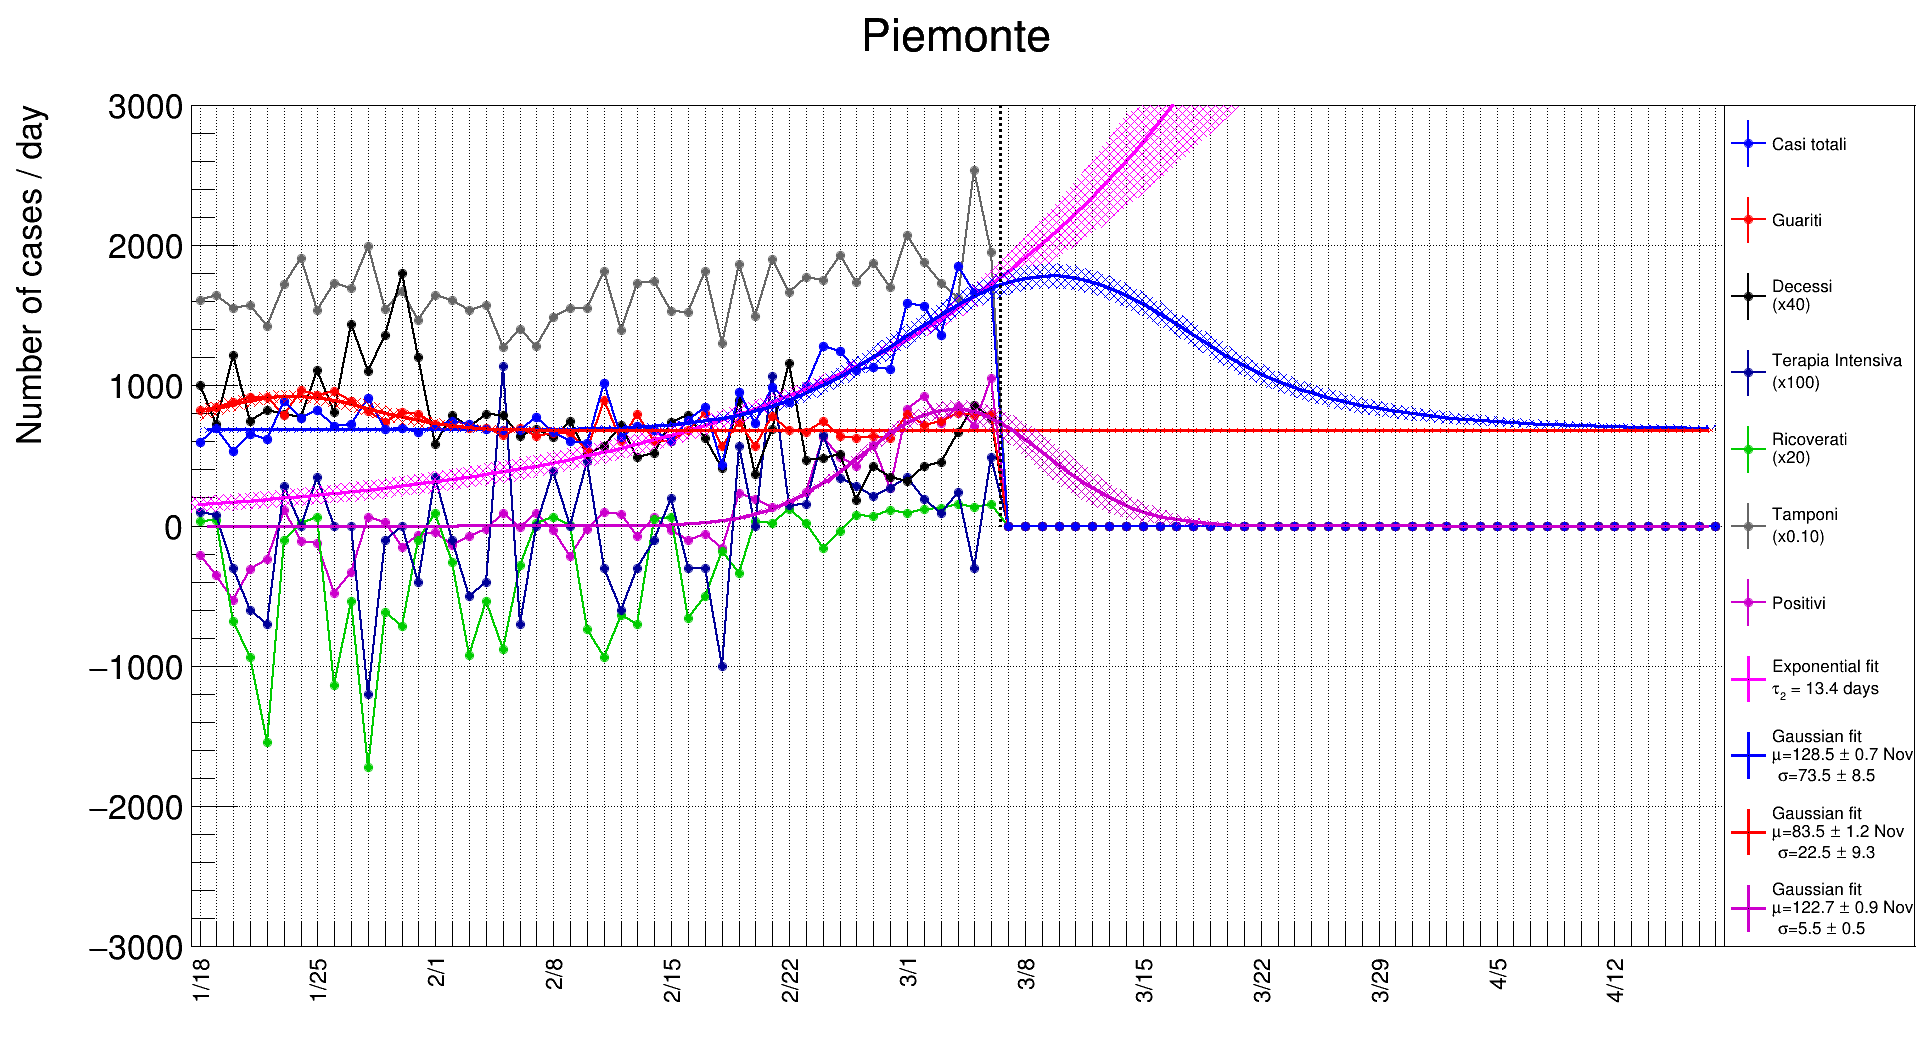 Piemonte
Number of cases / day
3000
2000
1000
0
−1000
−2000
−3000
1/18
1/25
2/1
2/8
2/15
2/22
3/1
3/8
3/15
3/22
3/29
4/5
4/12
Casi totali
Guariti
Decessi
(x40)
Terapia Intensiva
(x100)
Ricoverati
(x20)
Tamponi
(x0.10)
Positivi
Exponential fit
τ2 = 13.4 days
Gaussian fit
μ=128.5 ± 0.7 Nov
σ=73.5 ± 8.5
Gaussian fit
μ=83.5 ± 1.2 Nov
σ=22.5 ± 9.3
Gaussian fit
μ=122.7 ± 0.9 Nov
σ=5.5 ± 0.5